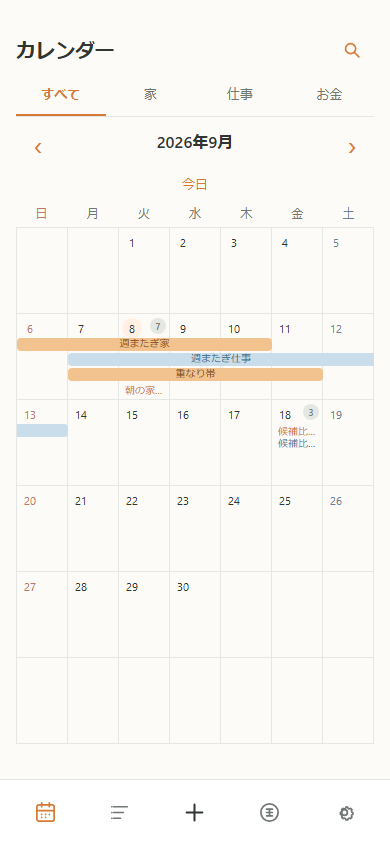 カレンダー
すべて 家 仕事 お金
‹ 2026年9月 ›
今日
日 月 火 水 木 金 土
1 2 3 4 5
6 7 8 7 9 10 11 12
週またぎ家
週またぎ仕事
重なり帯
朝の家...
13 14 15 16 17 18 3 19
候補比...
候補比...
20 21 22 23 24 25 26
27 28 29 30